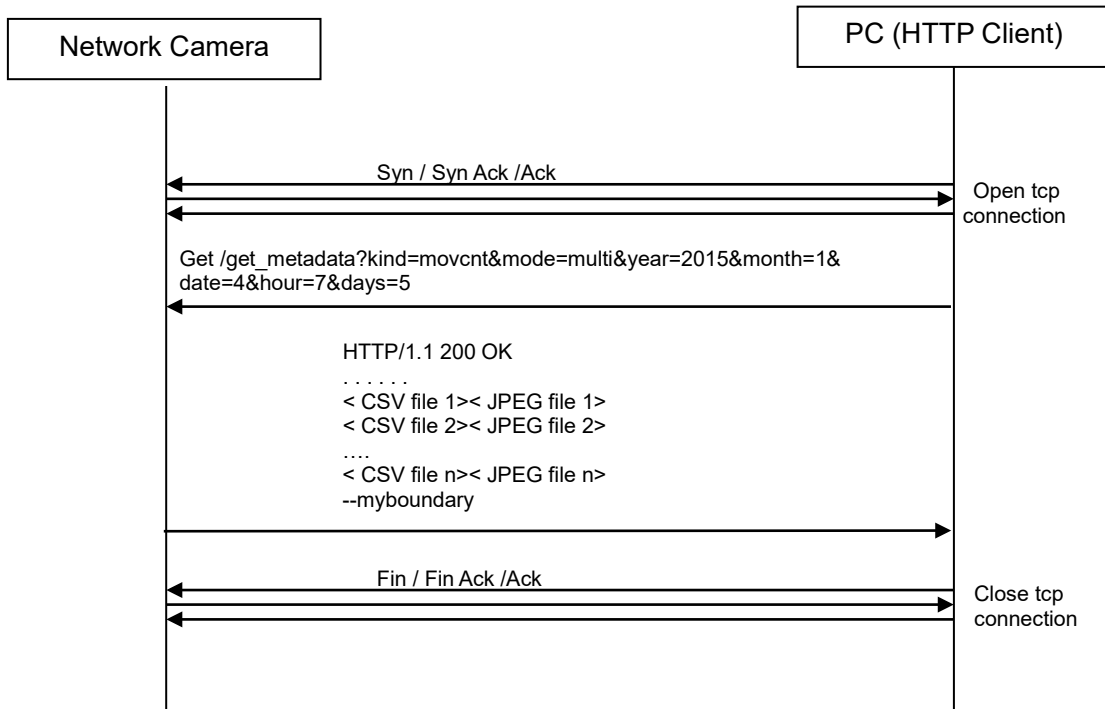 Network Camera
PC (HTTP Client)
Syn / Syn Ack /Ack
Open tcp
connection
Get /get_metadata?kind=movcnt&mode=multi&year=2015&month=1&
date=4&hour=7&days=5
HTTP/1.1 200 OK
. . . . . .
< CSV file 1>< JPEG file 1>
< CSV file 2>< JPEG file 2>
….
< CSV file n>< JPEG file n>
--myboundary
Fin / Fin Ack /Ack
Close tcp
connection